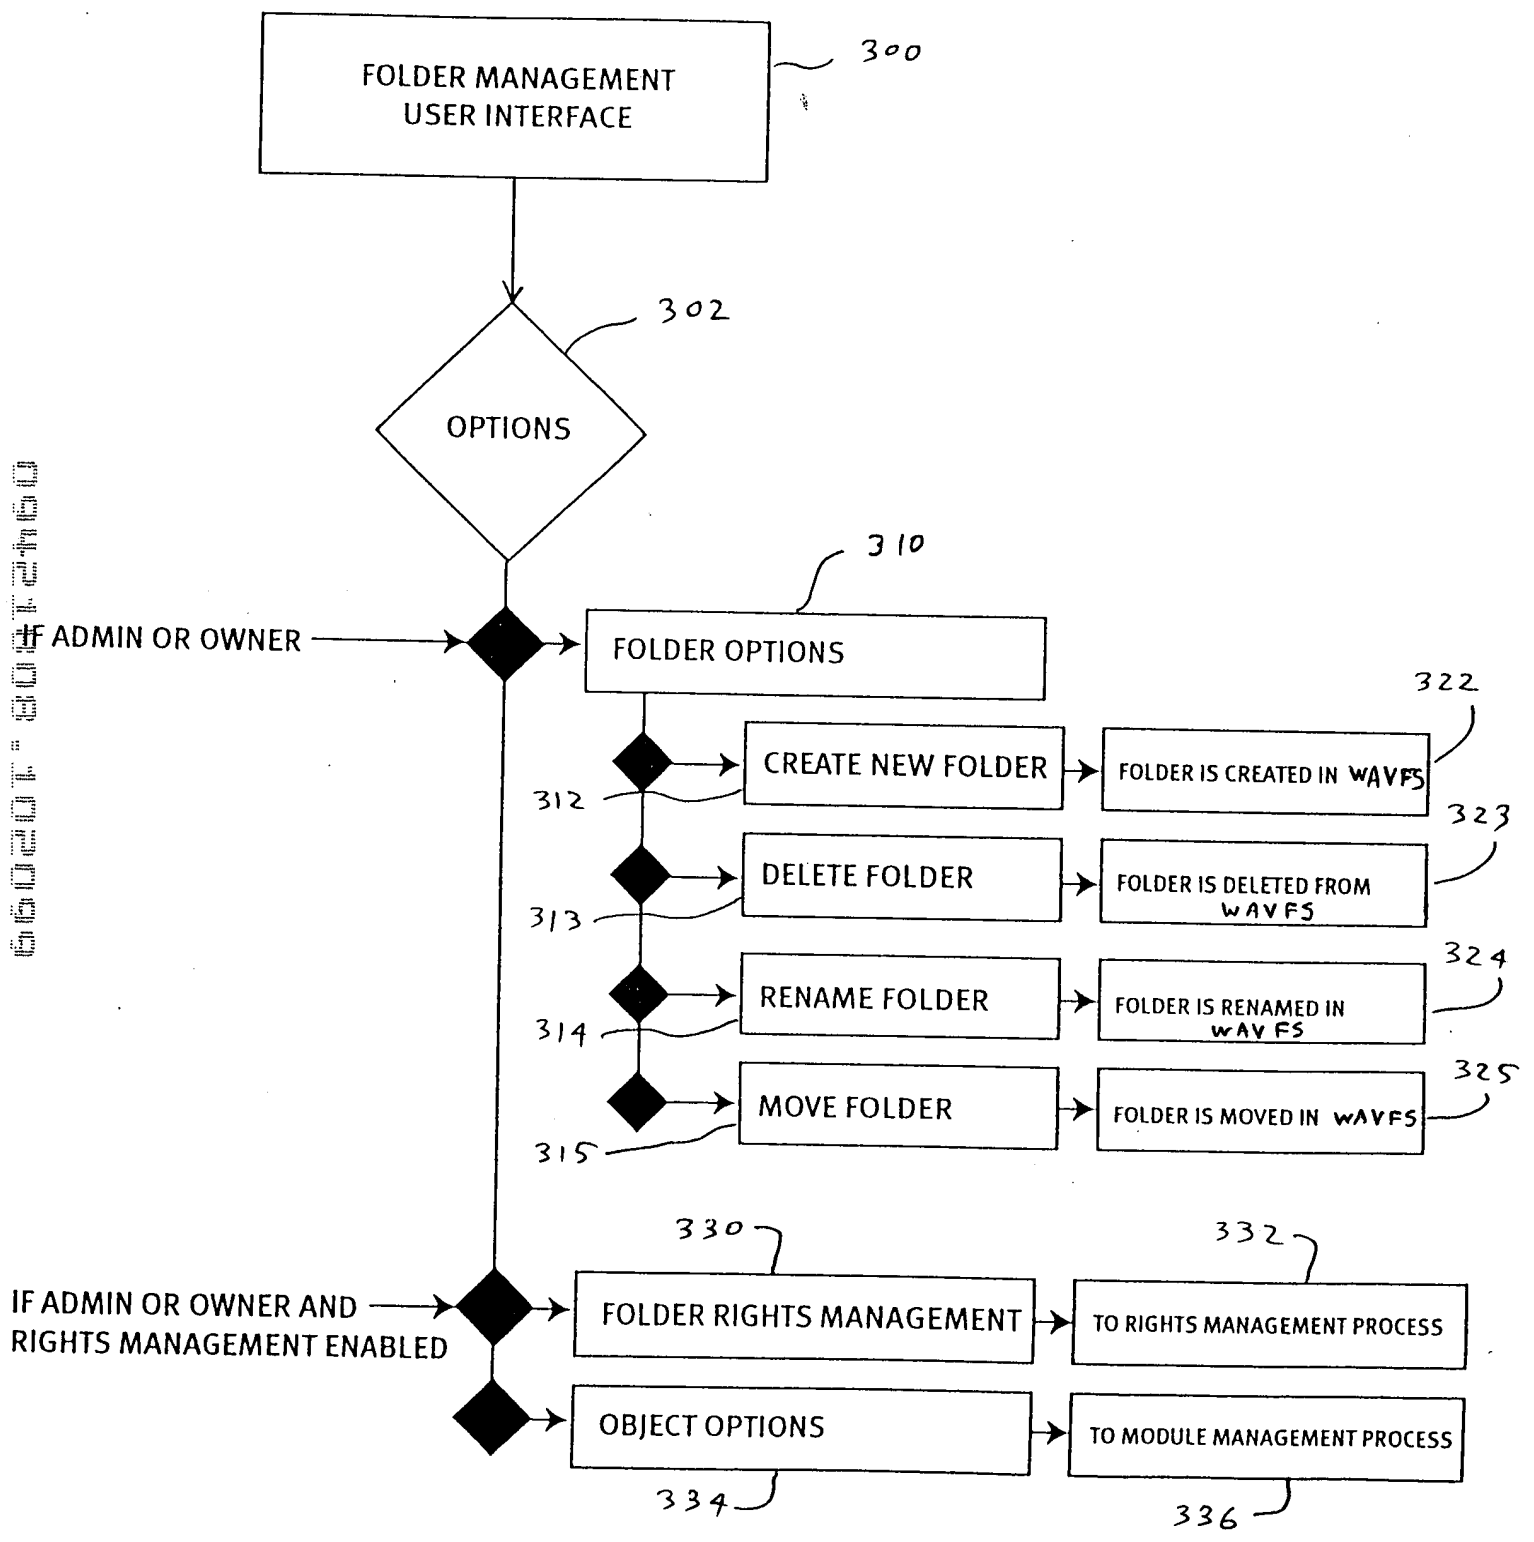 FOLDER MANAGEMENT
USER INTERFACE
300
302
OPTIONS
310
IF ADMIN OR OWNER
FOLDER OPTIONS
322
CREATE NEW FOLDER
FOLDER IS CREATED IN WAVFS
312
323
DELETE FOLDER
FOLDER IS DELETED FROM
WAVFS
313
324
RENAME FOLDER
FOLDER IS RENAMED IN
WAVFS
314
325
MOVE FOLDER
FOLDER IS MOVED IN WAVFS
315
330
332
IF ADMIN OR OWNER AND
RIGHTS MANAGEMENT ENABLED
FOLDER RIGHTS MANAGEMENT
TO RIGHTS MANAGEMENT PROCESS
OBJECT OPTIONS
TO MODULE MANAGEMENT PROCESS
334
336